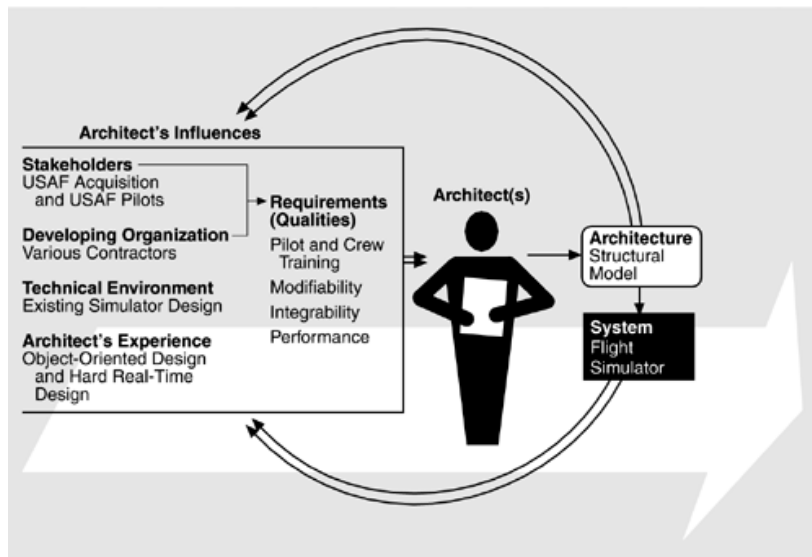 Architect's Influences
Stakeholders
USAF Acquisition
and USAF Pilots
Developing Organization
Various Contractors
Technical Environment
Existing Simulator Design
Architect's Experience
Object-Oriented Design
and Hard Real-Time
Design
Requirements
(Qualities)
Pilot and Crew
Training
Modifiability
Integrability
Performance
Architect(s)
Architecture
Structural
Model
System
Flight
Simulator